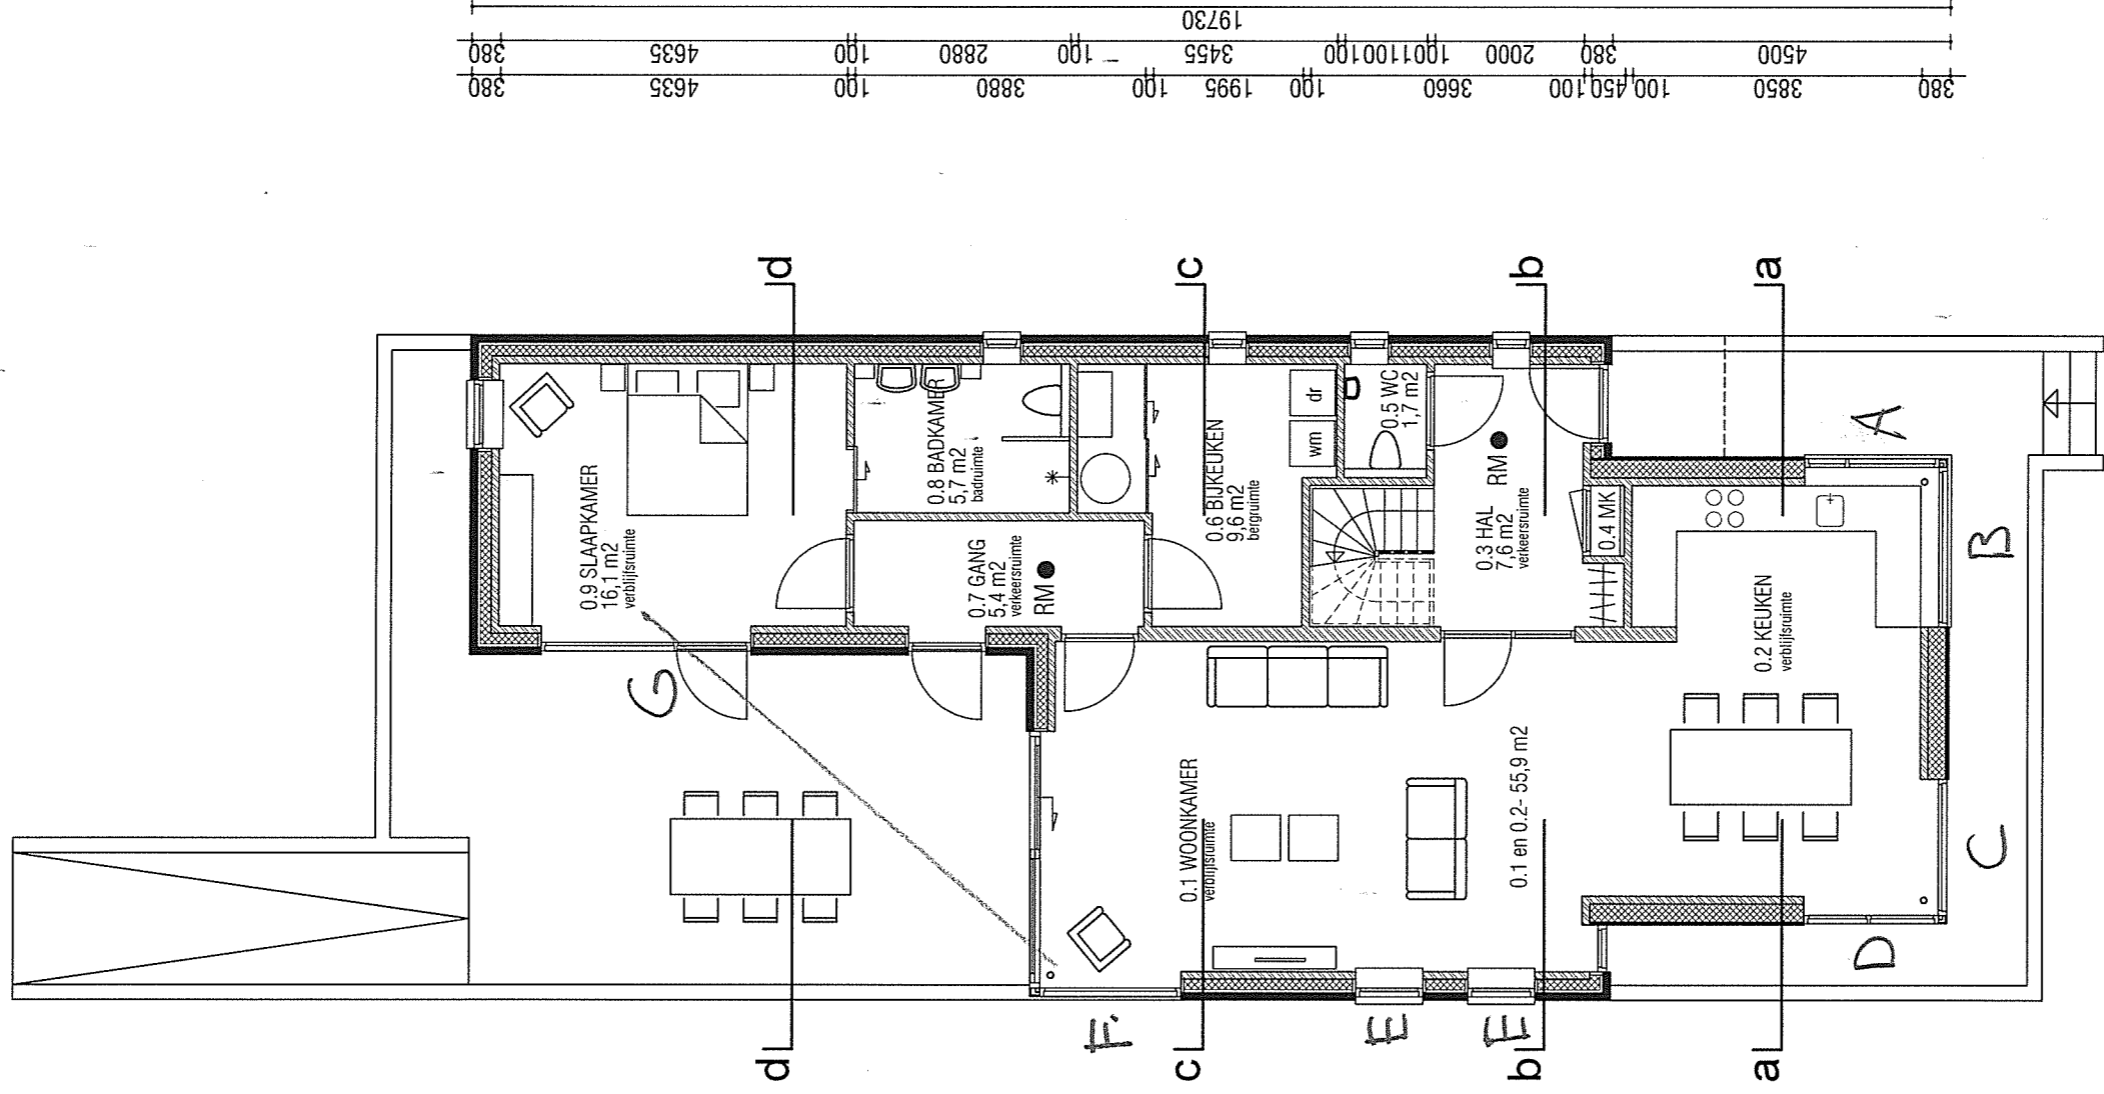 19730
380 4635 100 2880 100 3455 100 1100 100 2000 380 4500
380 4635 100 3880 100 1995 100 3660 100 450 100 3850 380
d
c
b
a
0.9 SLAAPKAMER
16,1 m2
verblijfsruimte
0.8 BADKAMER
5,7 m2
badruimte
0.7 GANG
5,4 m2
verkeersruimte
RM
0.6 BIJKEUKEN
9,6 m2
bergruimte
wm
dr
0.5 WC
1,7 m2
0.3 HAL
7,6 m2
verkeersruimte
RM
0.4 MK
0.2 KEUKEN
verblijfsruimte
0.1 WOONKAMER
verblijfsruimte
0.1 en 0.2- 55,9 m2
A
B
C
D
E
E
F.
G
d
c
b
a